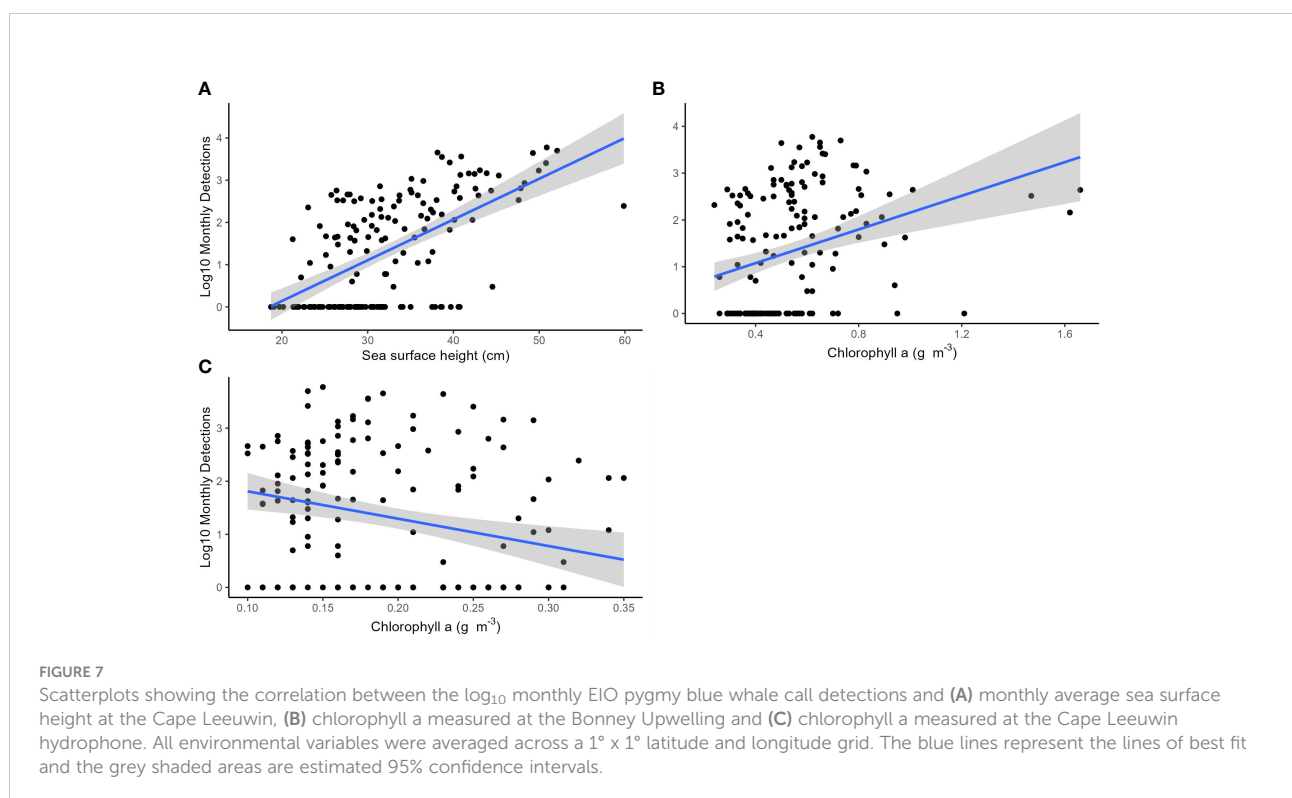 A
Log10 Monthly Detections
4
3
2
1
0
20 30 40 50 60
Sea surface height (cm)
B
4
3
2
1
0
0.4 0.8 1.2 1.6
Chlorophyll a (g m⁻³)
C
Log10 Monthly Detections
3
2
1
0
0.10 0.15 0.20 0.25 0.30 0.35
Chlorophyll a (g m⁻³)
FIGURE 7
Scatterplots showing the correlation between the log₁₀ monthly EIO pygmy blue whale call detections and (A) monthly average sea surface
height at the Cape Leeuwin, (B) chlorophyll a measured at the Bonney Upwelling and (C) chlorophyll a measured at the Cape Leeuwin
hydrophone. All environmental variables were averaged across a 1° x 1° latitude and longitude grid. The blue lines represent the lines of best fit
and the grey shaded areas are estimated 95% confidence intervals.